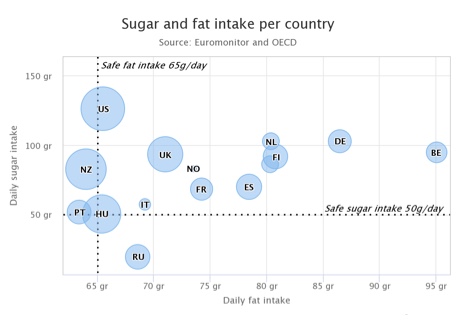 Sugar and fat intake per country
Source: Euromonitor and OECD
Safe fat intake 65g/day
150 gr
US
NL
DE
100 gr
UK
FI
BE
NZ
NO
FR
ES
IT
Safe sugar intake 50g/day
PT
HU
50 gr
RU
Daily sugar intake
65 gr
70 gr
75 gr
80 gr
85 gr
90 gr
95 gr
Daily fat intake